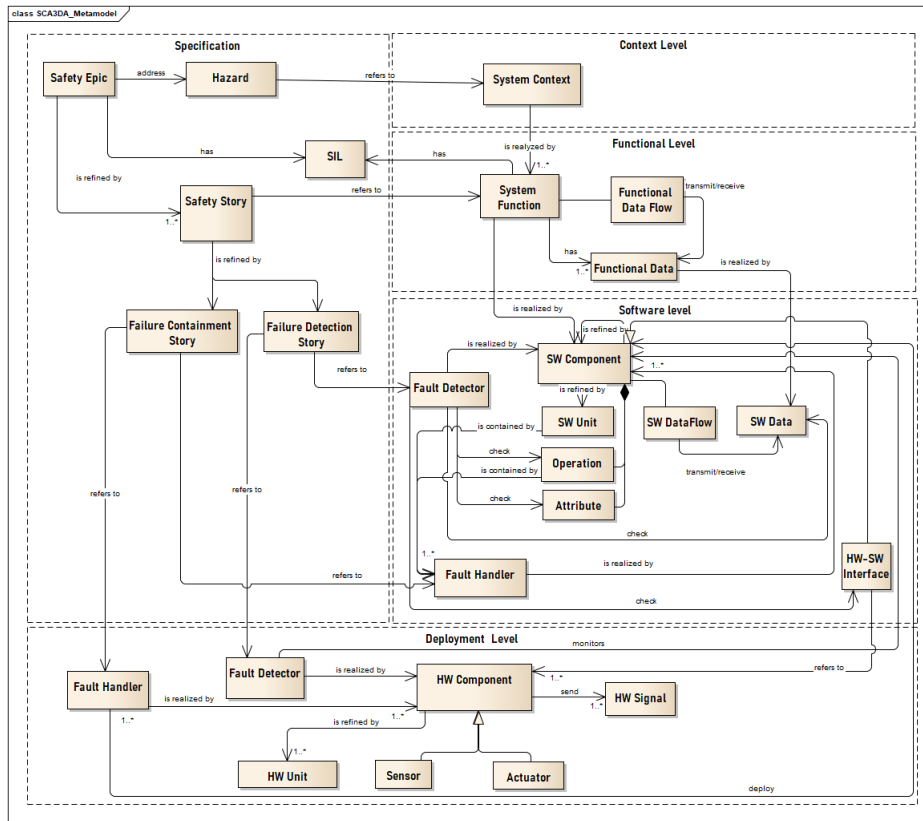 class SCA3DA_Metamodel
Specification
Context Level
Safety Epic
address
Hazard
refers to
System Context
is realyzed by
1..*
Functional Level
has
SIL
has
is refined by
1..*
Safety Story
refers to
System
Function
Functional
Data Flow
transmit/receive
has
1..*
Functional Data
is realized by
is refined by
is realized by
Software level
Failure Containment
Story
Failure Detection
Story
is realized by
is refined by
SW Component
1..*
refers to
Fault Detector
is refined by
SW Unit
SW DataFlow
SW Data
is contained by
check
Operation
is contained by
transmit/receive
check
Attribute
check
refers to
refers to
1..*
Fault Handler
is realized by
HW-SW
Interface
refers to
check
Deployment Level
monitors
Fault Handler
Fault Detector
is realized by
HW Component
refers to
1..*
send
HW Signal
1..*
is realized by
1..*
1..*
is refined by
1..*
HW Unit
Sensor
Actuator
deploy